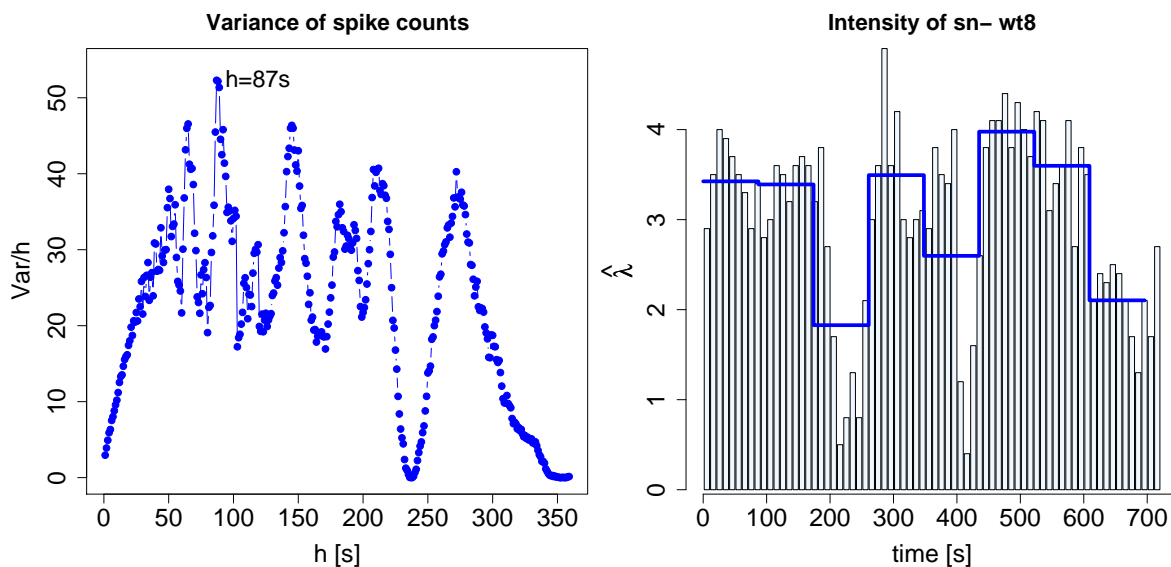 Variance of spike counts
h=87s
Var/h
0 10 20 30 40 50
0 50 100 150 200 250 300 350
h [s]
Intensity of sn− wt8
λ̂
0 1 2 3 4
0 100 200 300 400 500 600 700
time [s]